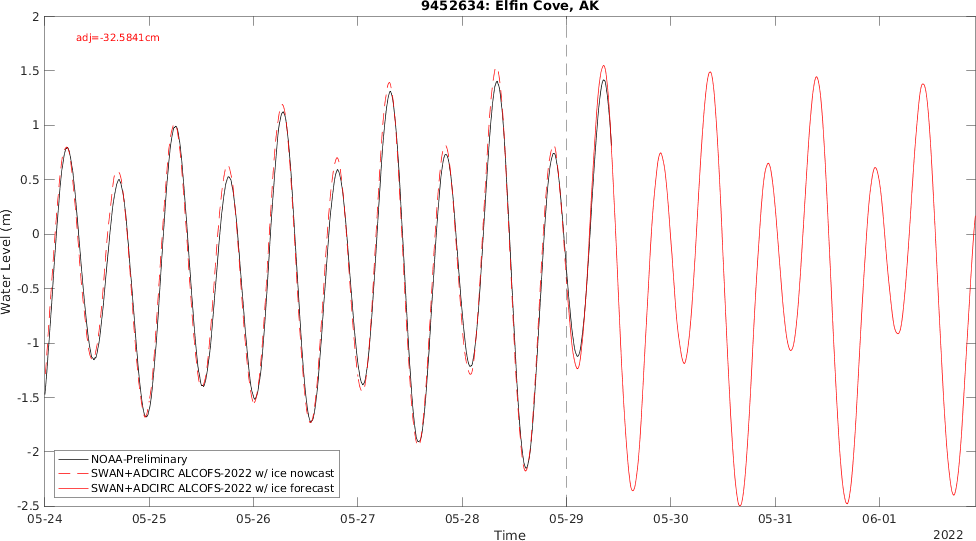 9452634: Elfin Cove, AK
adj=-32.5841cm
Water Level (m)
2
1.5
1
0.5
0
-0.5
-1
-1.5
-2
-2.5
NOAA-Preliminary
SWAN+ADCIRC ALCOFS-2022 w/ ice nowcast
SWAN+ADCIRC ALCOFS-2022 w/ ice forecast
05-24 05-25 05-26 05-27 05-28 05-29 05-30 05-31 06-01
Time
2022